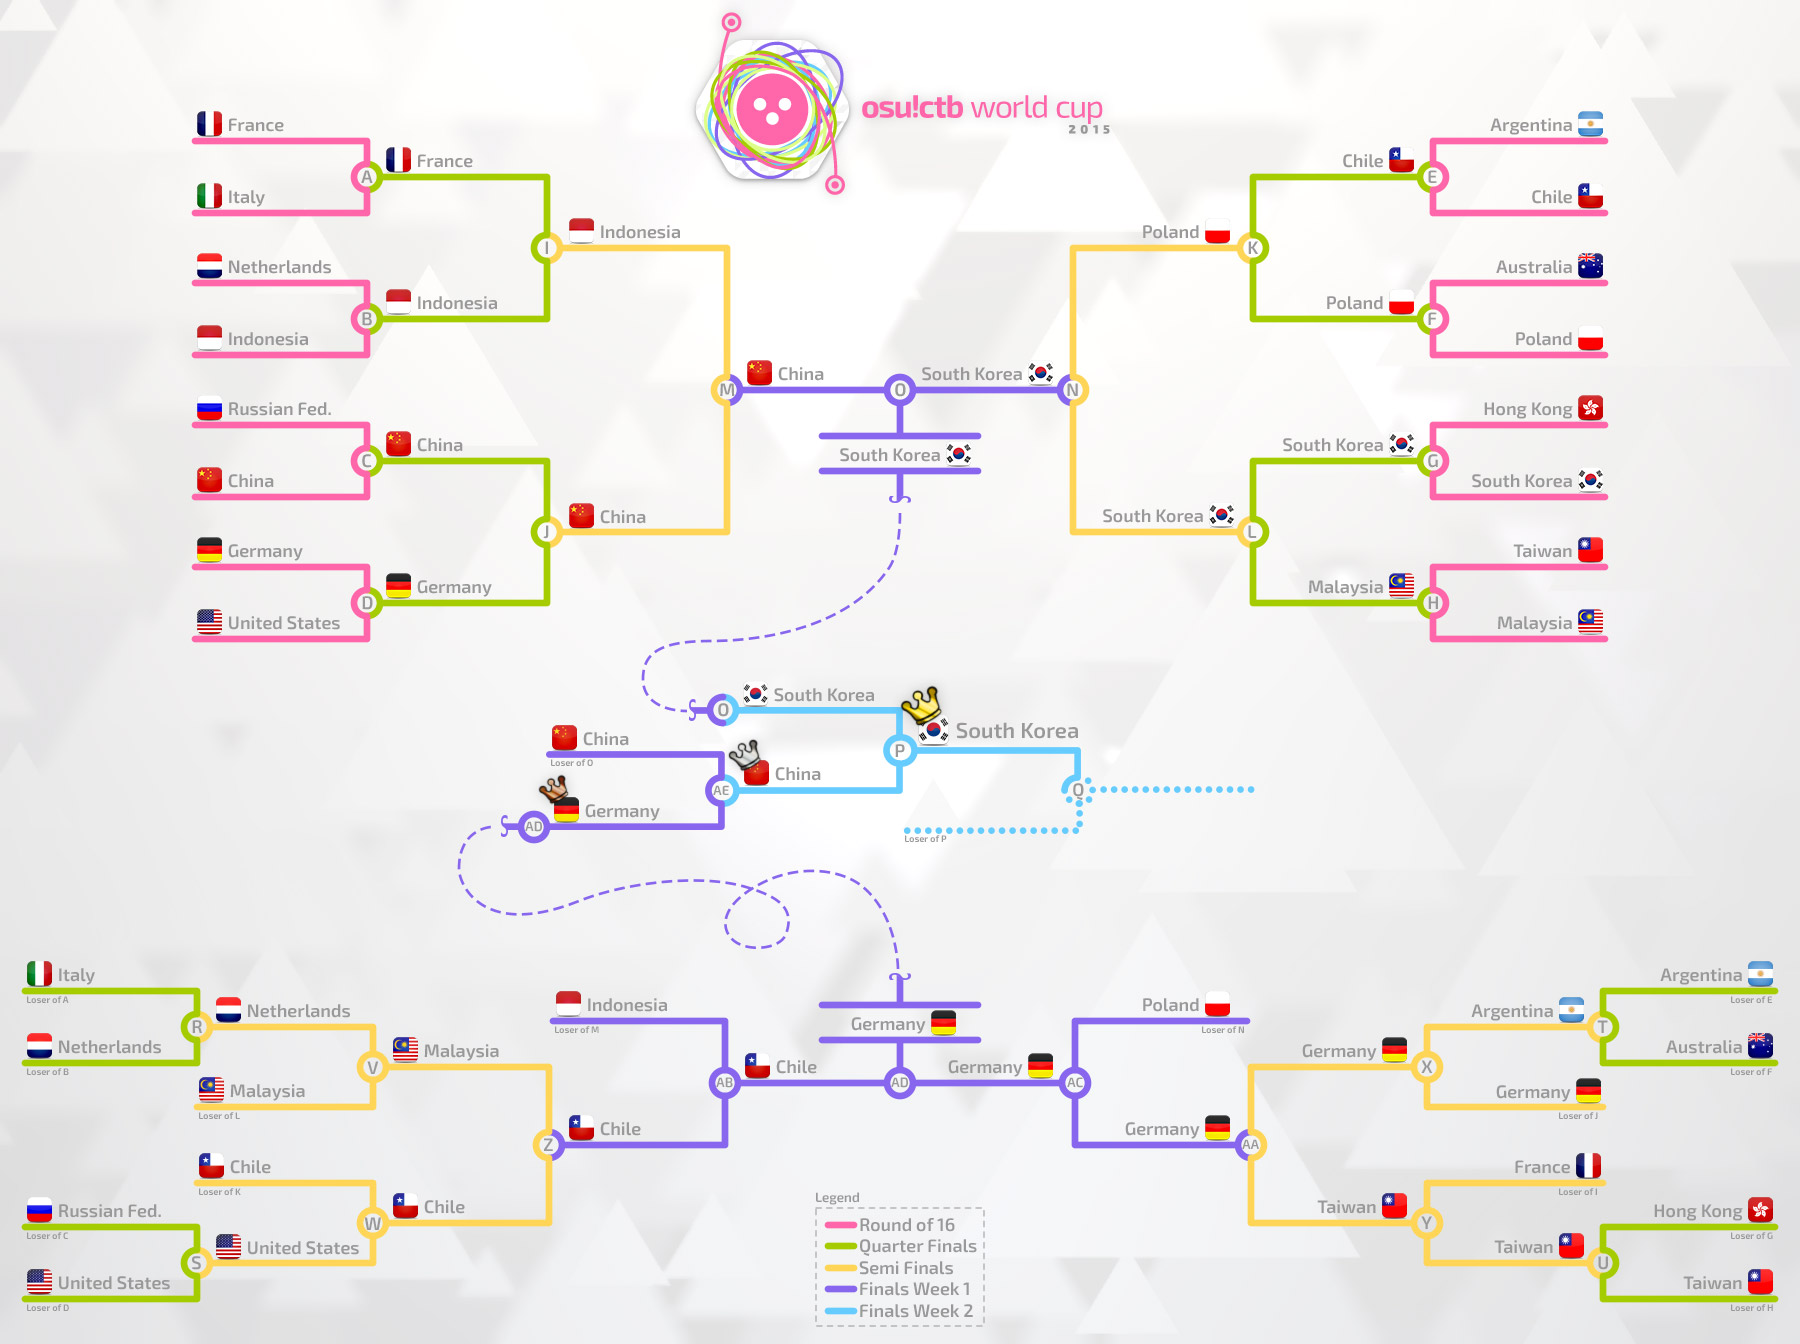 osu!ctb world cup
2015
France
Italy
A
France
Netherlands
Indonesia
B
Indonesia
I
Indonesia
Russian Fed.
China
C
China
Germany
United States
D
Germany
J
China
M
China
O
South Korea
South Korea
N
Poland
K
Chile
E
Argentina
Chile
Poland
F
Australia
Poland
South Korea
L
South Korea
G
Hong Kong
South Korea
Malaysia
H
Taiwan
Malaysia
O
South Korea
China
Loser of O
AE
China
AD
Germany
P
South Korea
Q
Loser of P
Italy
Loser of A
Netherlands
Loser of B
R
Netherlands
Malaysia
Loser of L
V
Malaysia
Chile
Loser of K
Russian Fed.
Loser of C
United States
Loser of D
S
United States
W
Chile
Z
Chile
Indonesia
Loser of M
AB
Chile
Germany
AD
Germany
AC
Poland
Loser of N
Germany
AA
Germany
X
Argentina
T
Argentina
Loser of E
Australia
Loser of F
Germany
Loser of J
Taiwan
Y
France
Loser of I
Taiwan
U
Hong Kong
Loser of G
Taiwan
Loser of H
Legend
Round of 16
Quarter Finals
Semi Finals
Finals Week 1
Finals Week 2